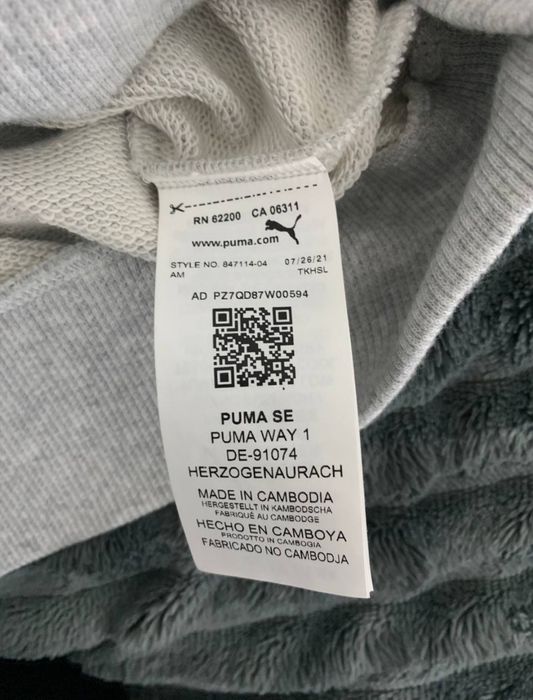 RN 62200 CA 06311
www.puma.com
STYLE NO. 847114-04 07/26/21
AM TKHSL
AD PZ7QD87W00594
PUMA SE
PUMA WAY 1
DE-91074
HERZOGENAURACH
MADE IN CAMBODIA
HERGESTELLT IN KAMBODSCHA
FABRIQUÉ AU CAMBODGE
HECHO EN CAMBOYA
PRODOTTO IN CAMBOGIA
FABRICADO NO CAMBODJA